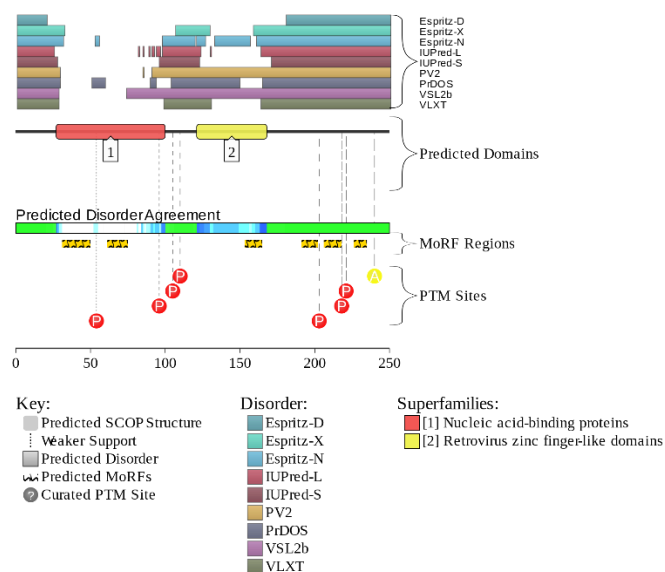 Espritz-D
Espritz-X
Espritz-N
IUPred-L
IUPred-S
PV2
PrDOS
VSL2b
VLXT
1
2
Predicted Domains
Predicted Disorder Agreement
MoRF Regions
A
P
P
P
P
P
P
P
PTM Sites
0
50
100
150
200
250
Key:
Predicted SCOP Structure
Weaker Support
Predicted Disorder
Predicted MoRFs
? Curated PTM Site
Disorder:
Espritz-D
Espritz-X
Espritz-N
IUPred-L
IUPred-S
PV2
PrDOS
VSL2b
VLXT
Superfamilies:
[1] Nucleic acid-binding proteins
[2] Retrovirus zinc finger-like domains